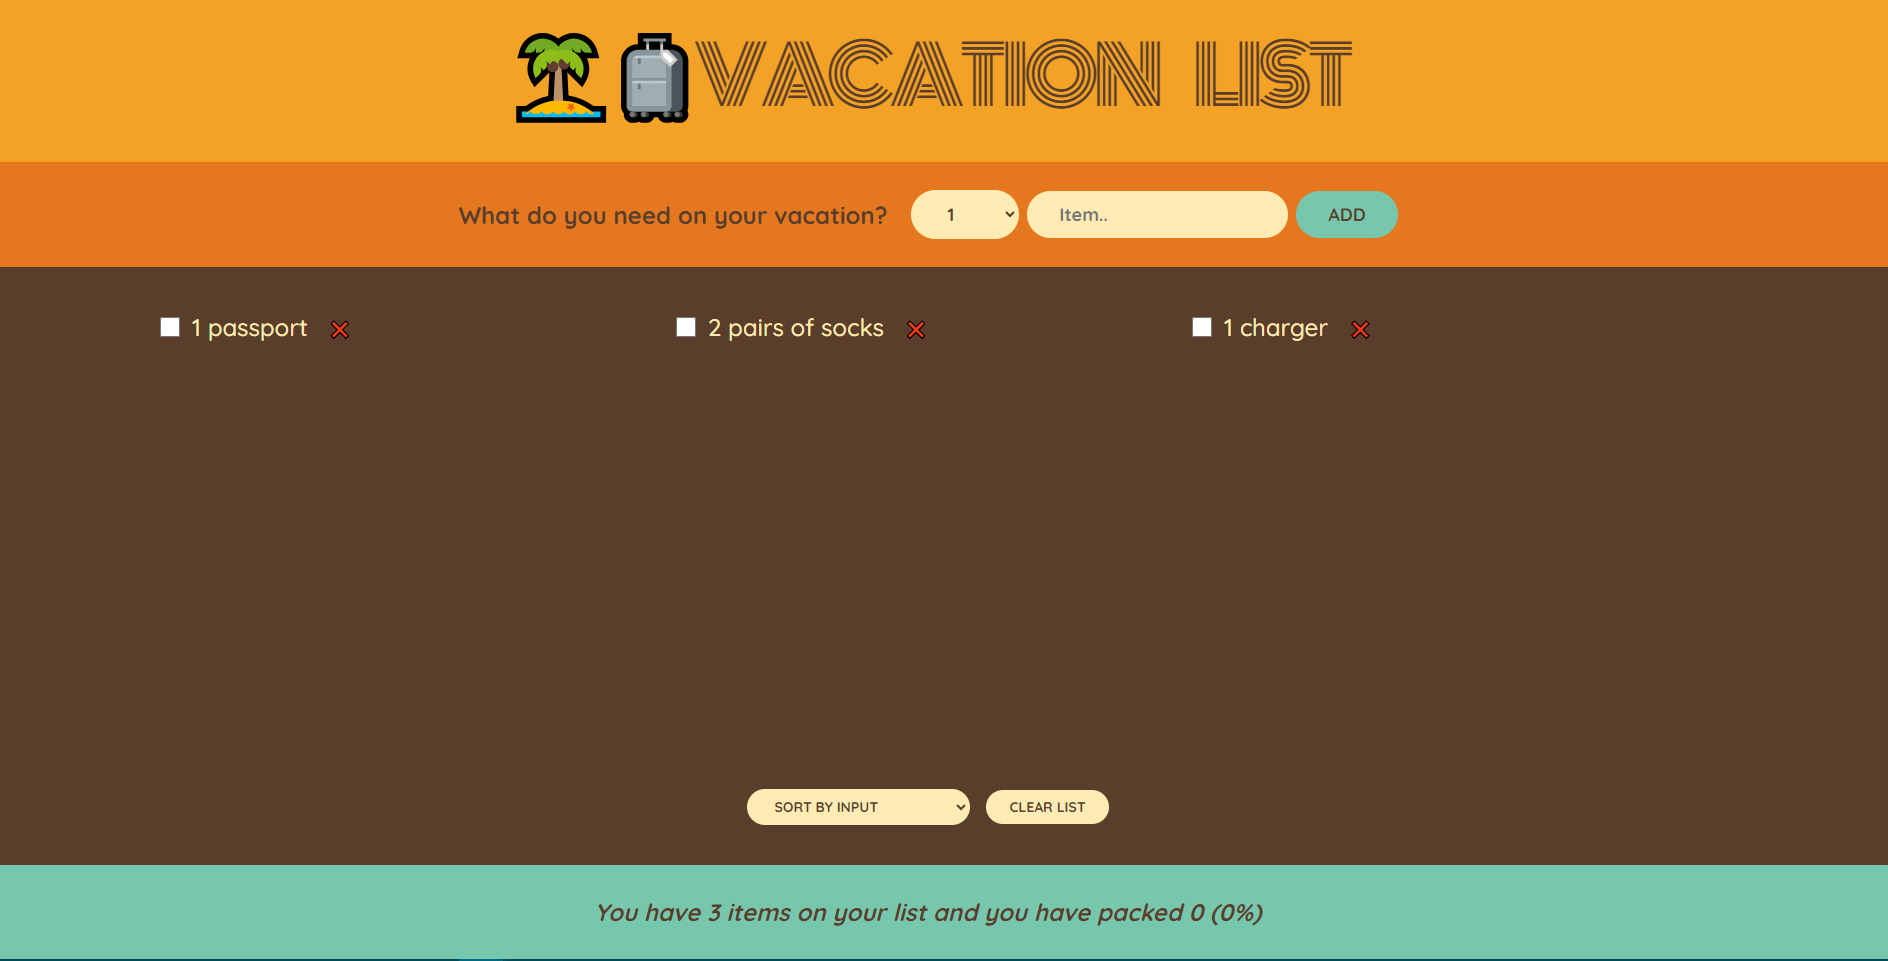 VACATION LIST
What do you need on your vacation? 1 Item.. ADD
1 passport 2 pairs of socks 1 charger
SORT BY INPUT CLEAR LIST
You have 3 items on your list and you have packed 0 (0%)